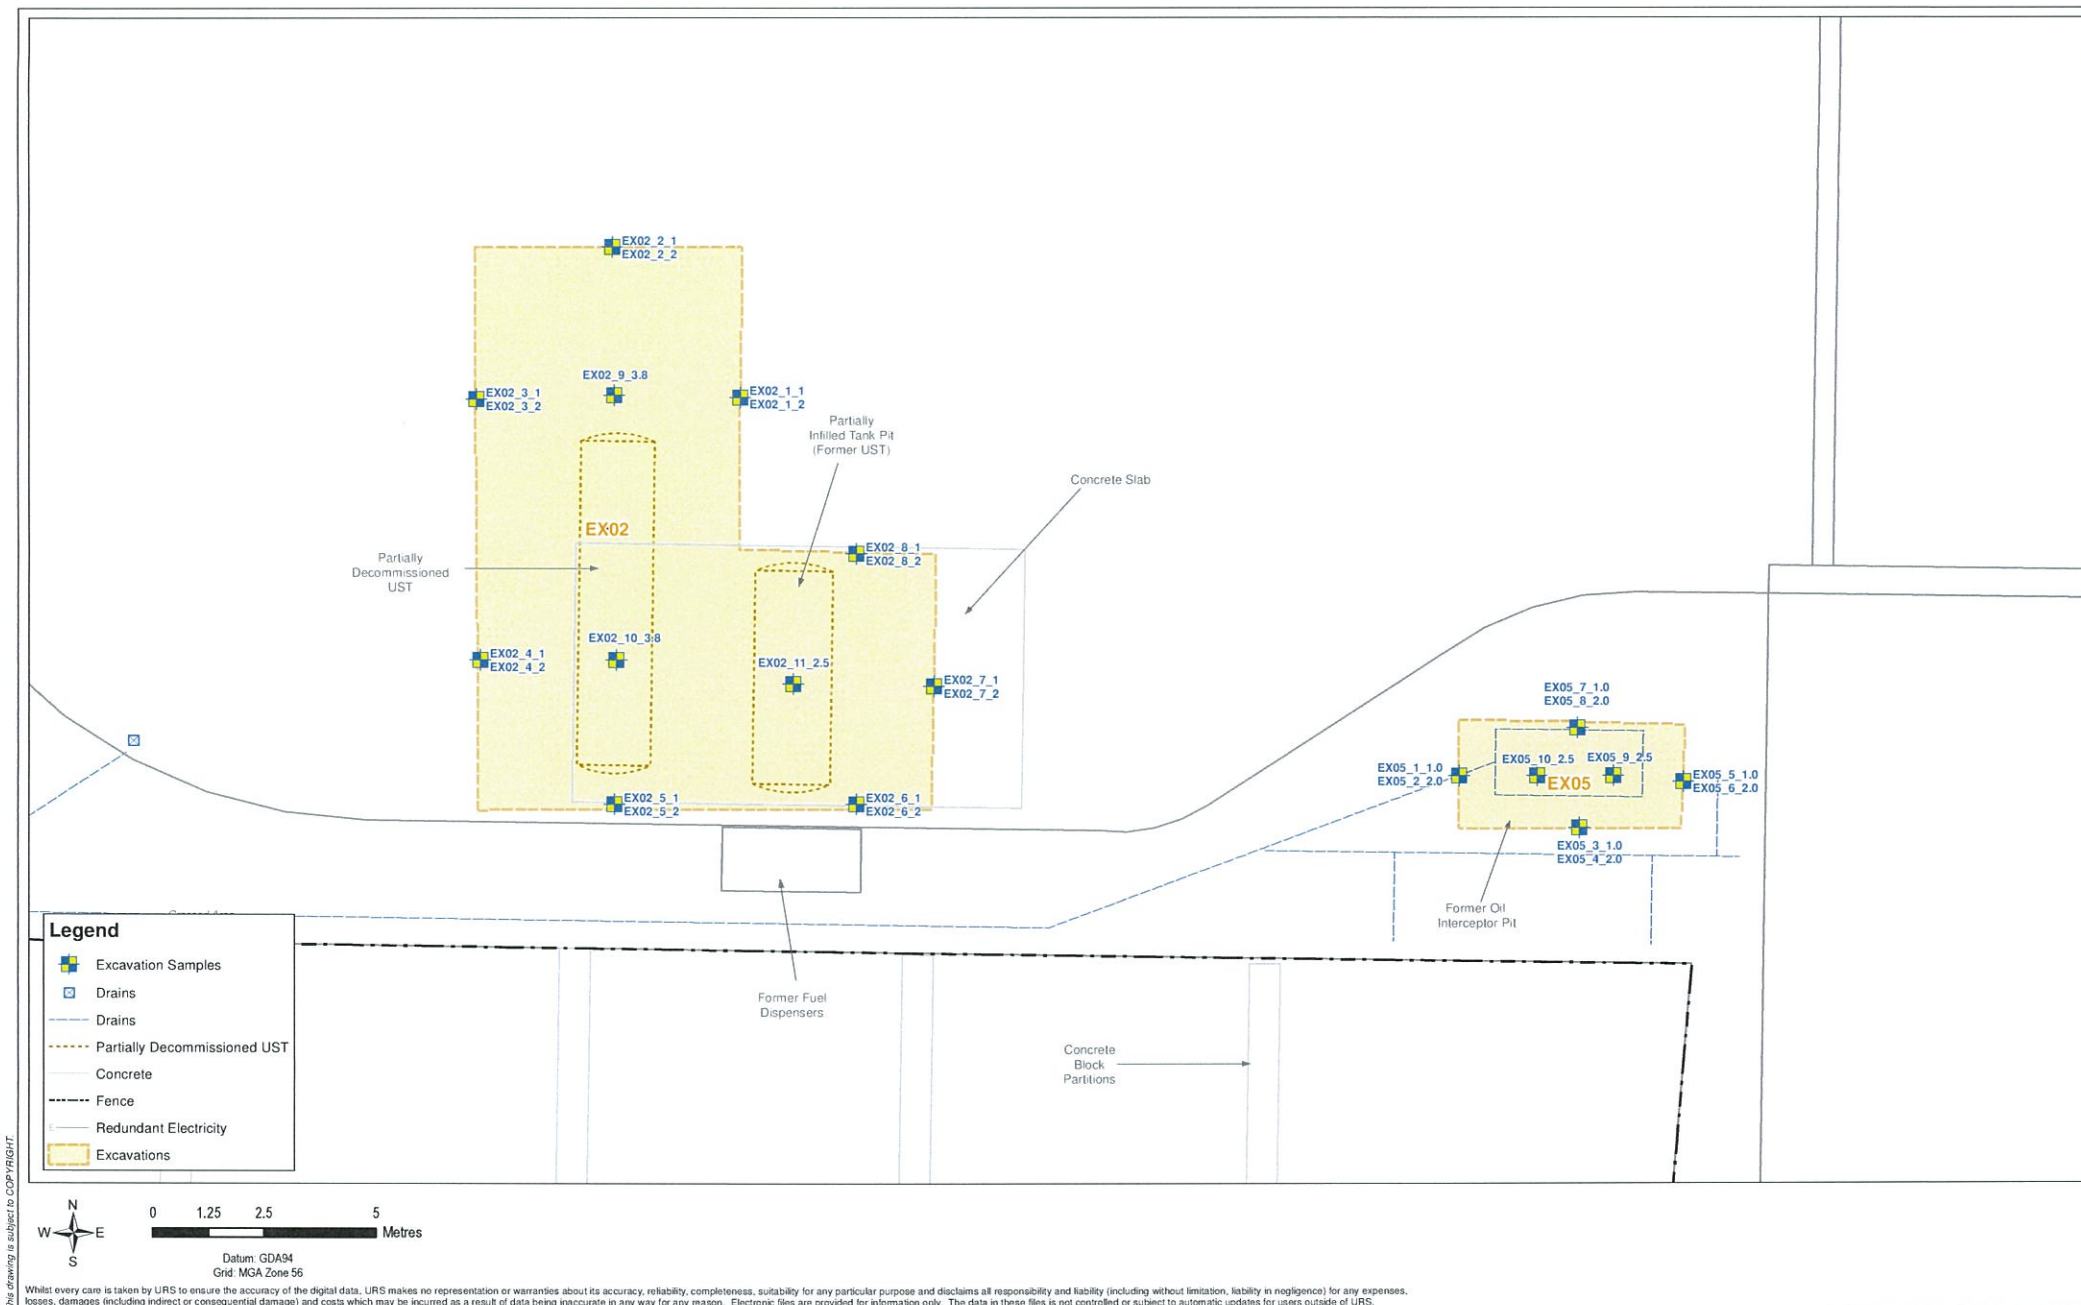 EX02_2_1
EX02_2_2
EX02_9_3.8
EX02_3_1
EX02_3_2
EX02_1_1
EX02_1_2
Partially
Infilled Tank Pit
(Former UST)
Concrete Slab
EX02
EX02_8_1
EX02_8_2
Partially
Decommissioned
UST
EX02_10_3.8
EX02_4_1
EX02_4_2
EX02_11_2.5
EX02_7_1
EX02_7_2
EX02_5_1
EX02_5_2
EX02_6_1
EX02_6_2
EX05_7_1.0
EX05_8_2.0
EX05_1_1.0
EX05_2_2.0
EX05_10_2.5
EX05_9_2.5
EX05
EX05_5_1.0
EX05_6_2.0
EX05_3_1.0
EX05_4_2.0
Former Oil
Interceptor Pit
Former Fuel
Dispensers
Concrete
Block
Partitions
Legend
Excavation Samples
Drains
Drains
Partially Decommissioned UST
Concrete
Fence
E Redundant Electricity
Excavations
N
W E
S
0 1.25 2.5 5
Metres
Datum: GDA94
Grid: MGA Zone 56
his drawing is subject to COPYRIGHT.
Whilst every care is taken by URS to ensure the accuracy of the digital data, URS makes no representation or warranties about its accuracy, reliability, completeness, suitability for any particular purpose and disclaims all responsibility and liability (including without limitation, liability in negligence) for any expenses,
losses, damages (including indirect or consequential damage) and costs which may be incurred as a result of data being inaccurate in any way for any reason. Electronic files are provided for information only. The data in these files is not controlled or subject to automatic updates for users outside of URS.